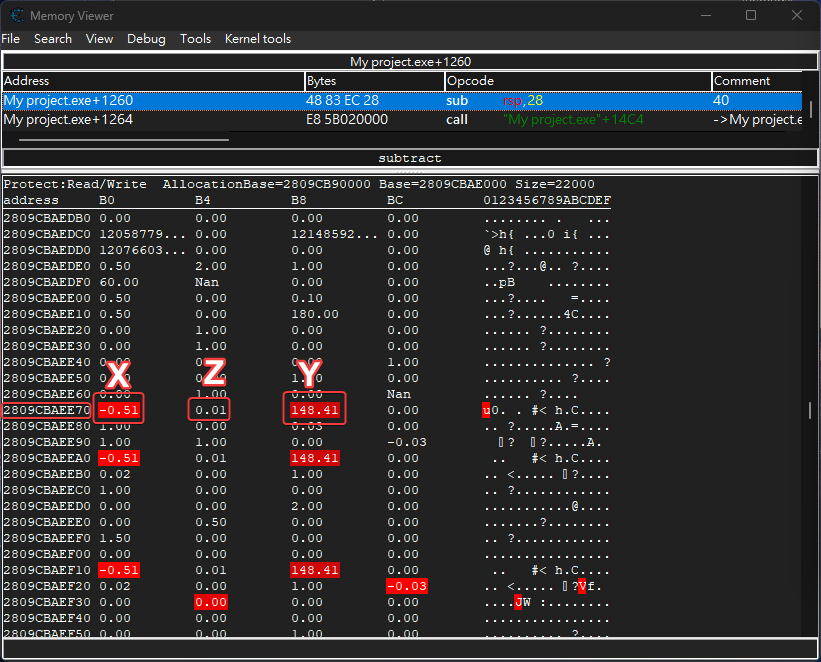 Memory Viewer
File Search View Debug Tools Kernel tools
My project.exe+1260
Address Bytes Opcode Comment
My project.exe+1260 48 83 EC 28 sub rsp,28 40
My project.exe+1264 E8 5B020000 call "My project.exe"+14C4 ->My project.e
subtract
Protect:Read/Write AllocationBase=2809CB90000 Base=2809CBAE000 Size=22000
address B0 B4 B8 BC 0123456789ABCDEF
2809CBAEDB0 0.00 0.00 0.00 0.00 ........ . ...
2809CBAEDC0 12058779... 0.00 12148592... 0.00 `>h{ ...0 i{ ...
2809CBAEDD0 12076603... 0.00 0.00 0.00 @ h{ ...........
2809CBAEDE0 0.50 2.00 1.00 0.00 ...?...@.. ?....
2809CBAEDF0 60.00 Nan 0.00 0.00 ..pB ........
2809CBAEE00 0.50 0.00 0.10 0.00 ...?.... =....
2809CBAEE10 0.50 0.00 180.00 0.00 ...?......4C....
2809CBAEE20 0.00 1.00 0.00 0.00 ...... ?........
2809CBAEE30 0.00 1.00 0.00 0.00 ...... ?........
2809CBAEE40 0.00 0.00 0.00 1.00 .............. ?
2809CBAEE50 0.00 1.00 0.00 ?....
X Z Y
2809CBAEE60 0.00 1.00 0.00 Nan ...... ?....
2809CBAEE70 -0.51 0.01 148.41 0.00 u0. . #< h.C....
2809CBAEE80 1.00 0.00 0.03 0.00 .. ?.....A.=....
2809CBAEE90 1.00 1.00 0.00 -0.03 ? ?.....A.
2809CBAEEA0 -0.51 0.01 148.41 0.00 .. #< h.C....
2809CBAEEB0 0.02 0.00 1.00 0.00 .. <..... ?....
2809CBAEEC0 1.00 0.00 0.00 0.00 .. ?............
2809CBAEED0 0.00 0.00 2.00 0.00 ...........@....
2809CBAEEE0 0.00 0.50 0.00 0.00 .......?........
2809CBAEEF0 1.50 0.00 0.00 0.00 .. ?............
2809CBAEF00 0.00 0.00 0.00 0.00 ................
2809CBAEF10 -0.51 0.01 148.41 0.00 .. #< h.C....
2809CBAEF20 0.02 0.00 1.00 -0.03 .. <..... ?Vf.
2809CBAEF30 0.00 0.00 0.00 0.00 ....JW :........
2809CBAEF40 0.00 0.00 0.00 0.00 ................
2809CBAEF50 0.00 0.00 1.00 0.00 .......... ?....